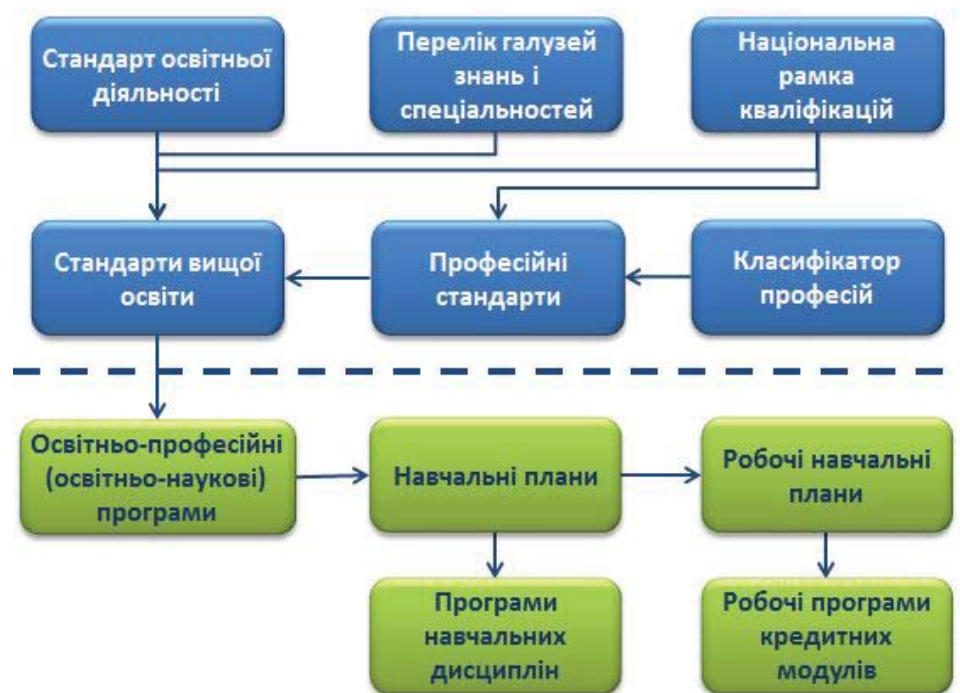 Стандарт освітньої
діяльності
Перелік галузей
знань і
спеціальностей
Національна
рамка
кваліфікацій
Стандарти вищої
освіти
Професійні
стандарти
Класифікатор
професій
Освітньо-професійні
(освітньо-наукові)
програми
Навчальні плани
Робочі навчальні
плани
Програми
навчальних
дисциплін
Робочі програми
кредитних
модулів